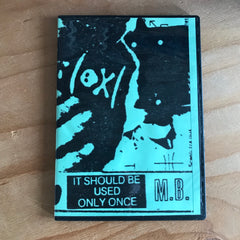 IT SHOULD BE
USED
ONLY ONCE
M.B.